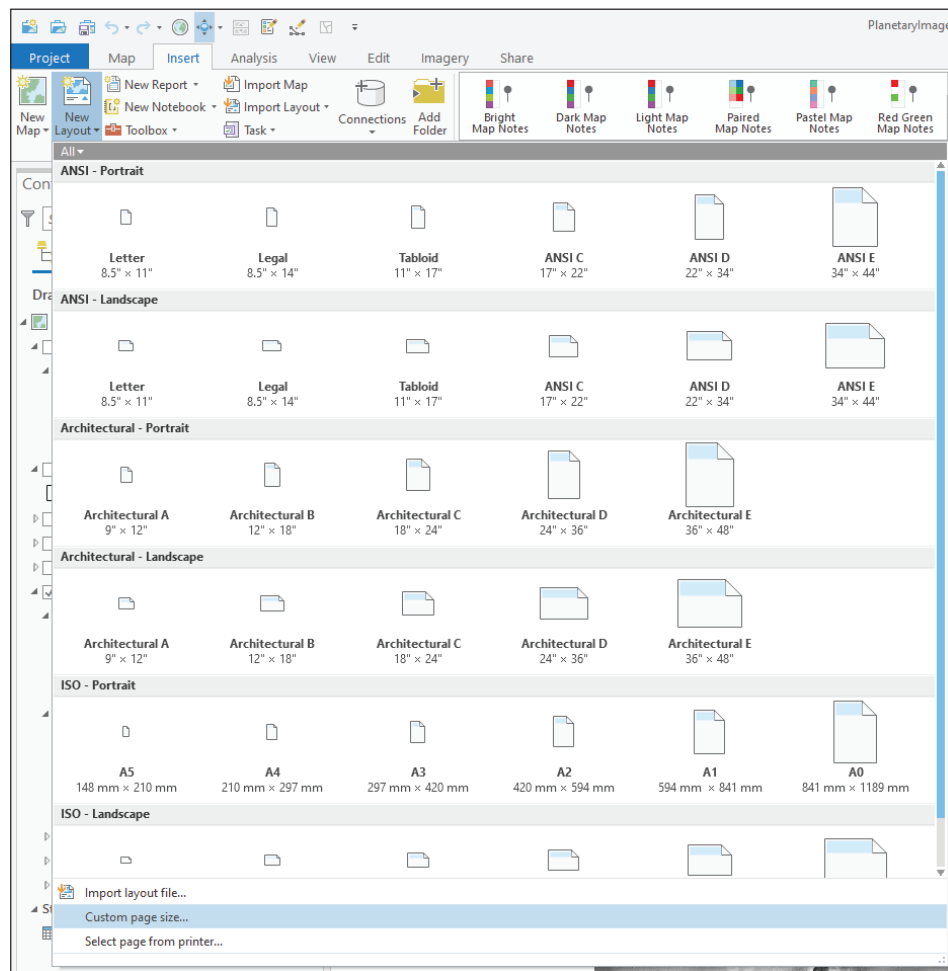 PlanetaryImage
Project Map Insert Analysis View Edit Imagery Share
New Report Import Map
New Notebook Import Layout
Toolbox Task
New Map
New Layout
Connections
Add Folder
Bright Map Notes
Dark Map Notes
Light Map Notes
Paired Map Notes
Pastel Map Notes
Red Green Map Notes
All
Con
S
Dra
St
ANSI - Portrait
Letter Legal Tabloid ANSI C ANSI D ANSI E
8.5" × 11" 8.5" × 14" 11" × 17" 17" × 22" 22" × 34" 34" × 44"
ANSI - Landscape
Letter Legal Tabloid ANSI C ANSI D ANSI E
8.5" × 11" 8.5" × 14" 11" × 17" 17" × 22" 22" × 34" 34" × 44"
Architectural - Portrait
Architectural A Architectural B Architectural C Architectural D Architectural E
9" × 12" 12" × 18" 18" × 24" 24" × 36" 36" × 48"
Architectural - Landscape
Architectural A Architectural B Architectural C Architectural D Architectural E
9" × 12" 12" × 18" 18" × 24" 24" × 36" 36" × 48"
ISO - Portrait
A5 A4 A3 A2 A1 A0
148 mm × 210 mm 210 mm × 297 mm 297 mm × 420 mm 420 mm × 594 mm 594 mm × 841 mm 841 mm × 1189 mm
ISO - Landscape
Import layout file...
Custom page size...
Select page from printer...